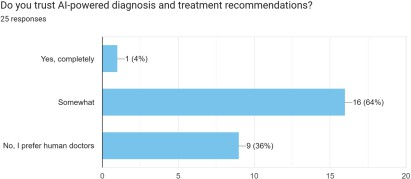 Do you trust AI-powered diagnosis and treatment recommendations?
25 responses
Yes, completely
1 (4%)
Somewhat
16 (64%)
No, I prefer human doctors
9 (36%)
0 5 10 15 20